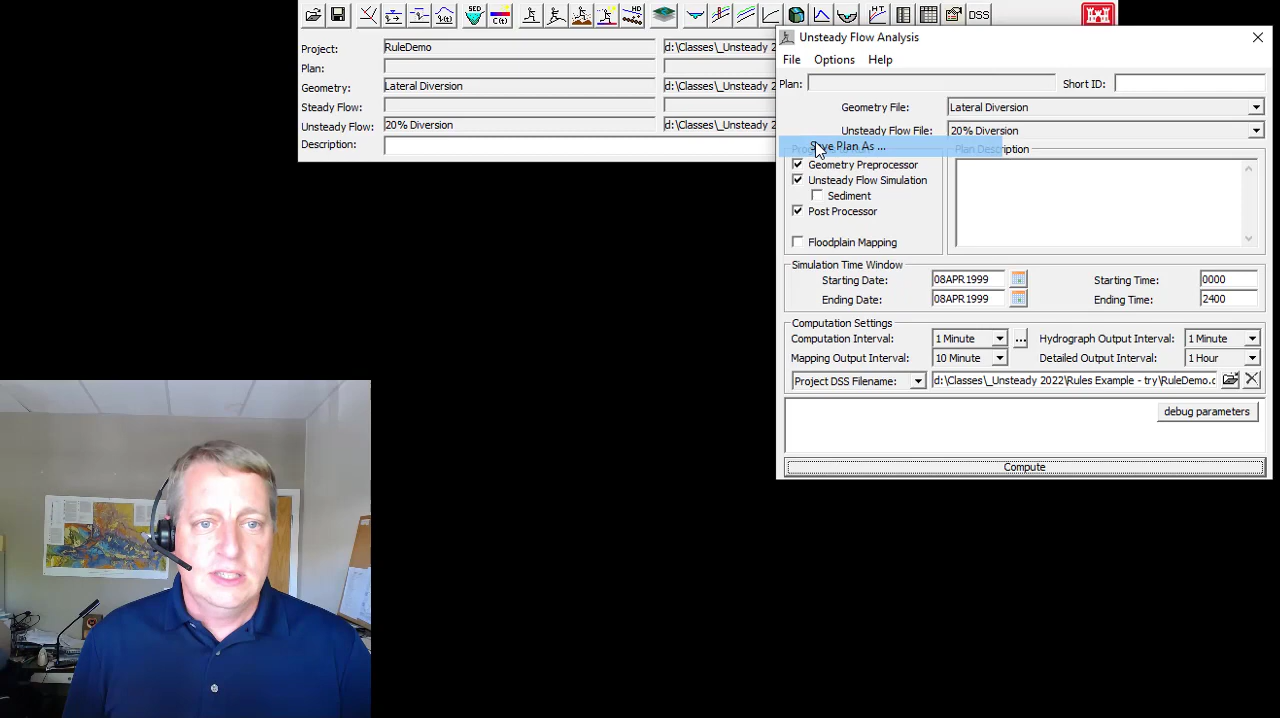 SED
C(t)
HD
HT
DSS
Project: RuleDemo d:\Classes\_Unsteady 2
Plan:
Geometry: Lateral Diversion d:\Classes\_Unsteady 2
Steady Flow:
Unsteady Flow: 20% Diversion d:\Classes\_Unsteady 2
Description:
Unsteady Flow Analysis
File Options Help
Plan: Short ID:
Geometry File: Lateral Diversion
Unsteady Flow File: 20% Diversion
Save Plan As ...
Plan Description
Geometry Preprocessor
Unsteady Flow Simulation
Sediment
Post Processor
Floodplain Mapping
Simulation Time Window
Starting Date: 08APR1999 Starting Time: 0000
Ending Date: 08APR1999 Ending Time: 2400
Computation Settings
Computation Interval: 1 Minute ... Hydrograph Output Interval: 1 Minute
Mapping Output Interval: 10 Minute Detailed Output Interval: 1 Hour
Project DSS Filename: d:\Classes\_Unsteady 2022\Rules Example - try\RuleDemo.c
debug parameters
Compute